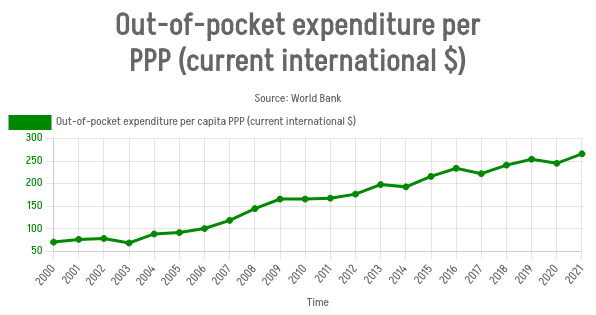 Out-of-pocket expenditure per
PPP (current international $)
Source: World Bank
Out-of-pocket expenditure per capita PPP (current international $)
300
250
200
150
100
50
2000 2001 2002 2003 2004 2005 2006 2007 2008 2009 2010 2011 2012 2013 2014 2015 2016 2017 2018 2019 2020 2021
Time